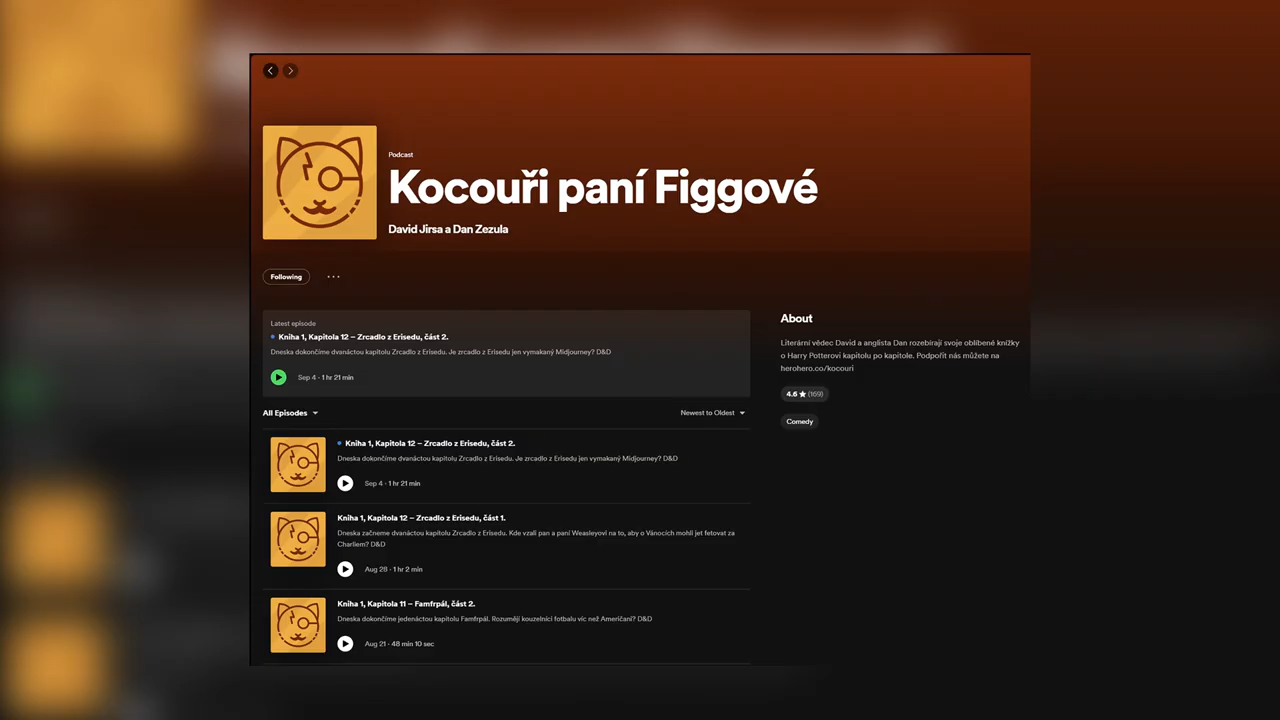 Podcast
Kocouři paní Figgové
David Jirsa a Dan Zezula
Following
Latest episode
Kniha 1, Kapitola 12 – Zrcadlo z Erisedu, část 2.
Dneska dokončíme dvanáctou kapitolu Zrcadlo z Erisedu. Je zrcadlo z Erisedu jen vymakaný Midjourney? D&D
Sep 4 · 1 hr 21 min
About
Literární vědec David a anglista Dan rozebírají svoje oblíbené knížky
o Harry Potterovi kapitolu po kapitole. Podpořit nás můžete na
herohero.co/kocouri
4.6 ★ (169)
Comedy
All Episodes
Newest to Oldest
Kniha 1, Kapitola 12 – Zrcadlo z Erisedu, část 2.
Dneska dokončíme dvanáctou kapitolu Zrcadlo z Erisedu. Je zrcadlo z Erisedu jen vymakaný Midjourney? D&D
Sep 4 · 1 hr 21 min
Kniha 1, Kapitola 12 – Zrcadlo z Erisedu, část 1.
Dneska začneme dvanáctou kapitolu Zrcadlo z Erisedu. Kde vzali pan a paní Weasleyovi na to, aby o Vánocích mohli jet fetovat za
Charliem? D&D
Aug 28 · 1 hr 2 min
Kniha 1, Kapitola 11 – Famfrpál, část 2.
Dneska dokončíme jedenáctou kapitolu Famfrpál. Rozumějí kouzelníci fotbalu víc než Američani? D&D
Aug 21 · 48 min 10 sec